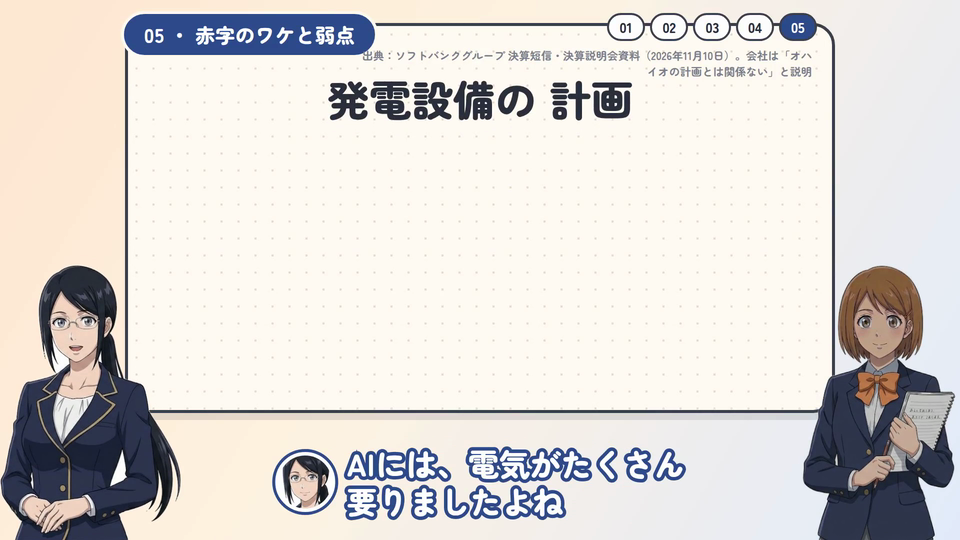 05 ・ 赤字のワケと弱点
01 02 03 04 05
出典：ソフトバンクグループ 決算短信・決算説明会資料（2026年11月10日）。会社は「オハ
イオの計画とは関係ない」と説明
発電設備の 計画
AIには、電気がたくさん
要りましたよね